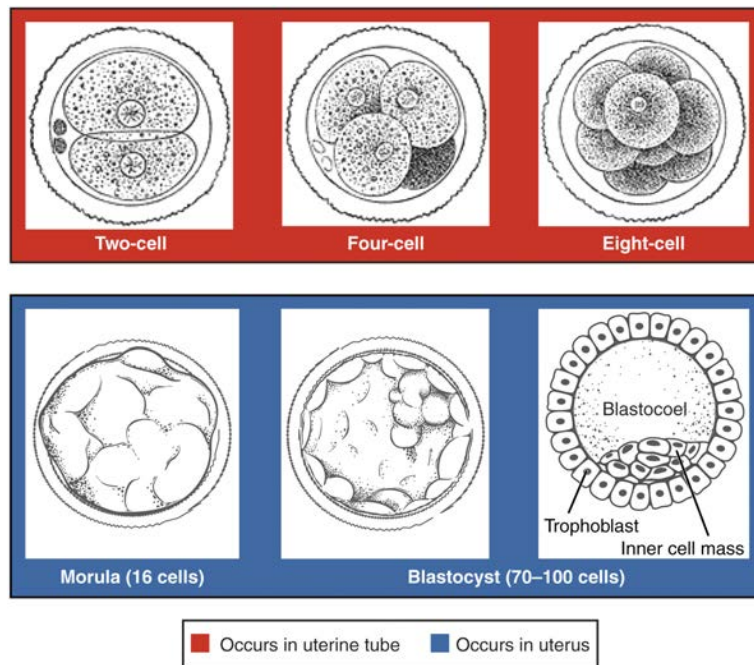 Two-cell
Four-cell
Eight-cell
Blastocoel
Trophoblast
Inner cell mass
Morula (16 cells)
Blastocyst (70–100 cells)
Occurs in uterine tube
Occurs in uterus